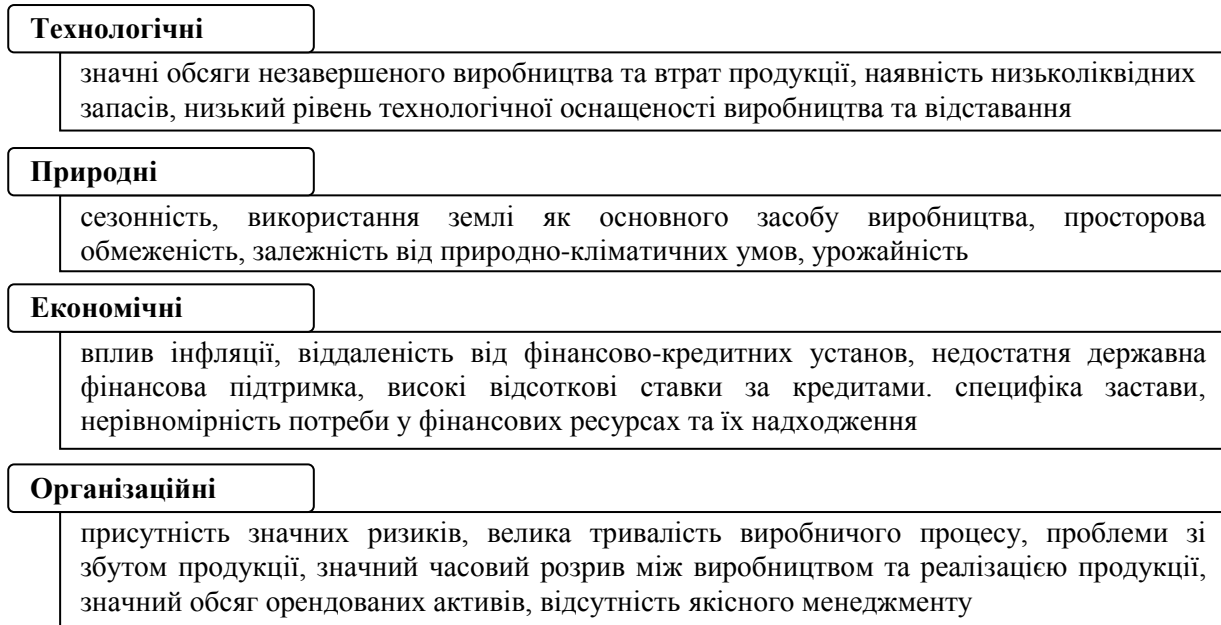 Технологічні
значні обсяги незавершеного виробництва та втрат продукції, наявність низьколіквідних
запасів, низький рівень технологічної оснащеності виробництва та відставання
Природні
сезонність, використання землі як основного засобу виробництва, просторова
обмеженість, залежність від природно-кліматичних умов, урожайність
Економічні
вплив інфляції, віддаленість від фінансово-кредитних установ, недостатня державна
фінансова підтримка, високі відсоткові ставки за кредитами. специфіка застави,
нерівномірність потреби у фінансових ресурсах та їх надходження
Організаційні
присутність значних ризиків, велика тривалість виробничого процесу, проблеми зі
збутом продукції, значний часовий розрив між виробництвом та реалізацією продукції,
значний обсяг орендованих активів, відсутність якісного менеджменту